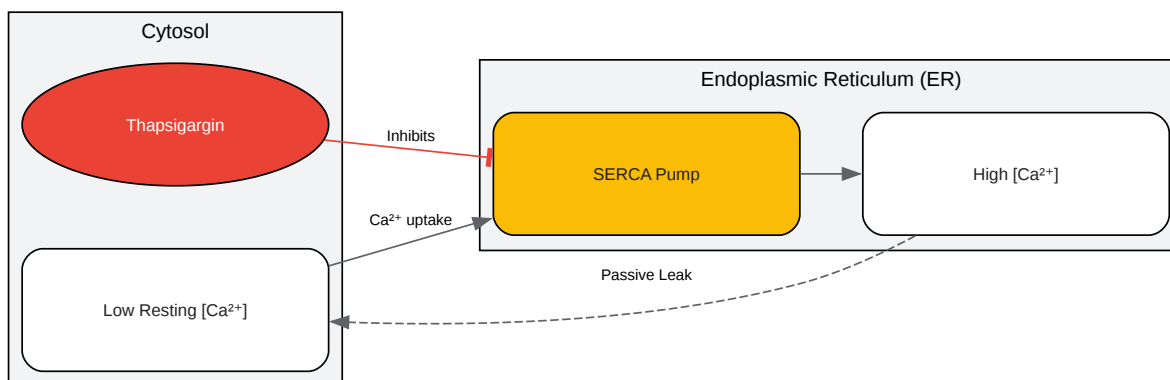 Cytosol
Endoplasmic Reticulum (ER)
Thapsigargin
Inhibits
SERCA Pump
High [Ca²⁺]
Ca²⁺ uptake
Passive Leak
Low Resting [Ca²⁺]